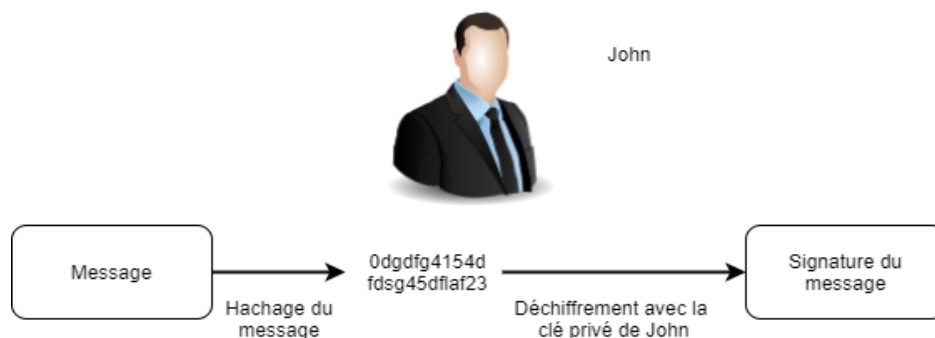 John
Message
Hachage du
message
0dgdfg4154d
fdsg45dflaf23
Déchiffrement avec la
clé privé de John
Signature du
message